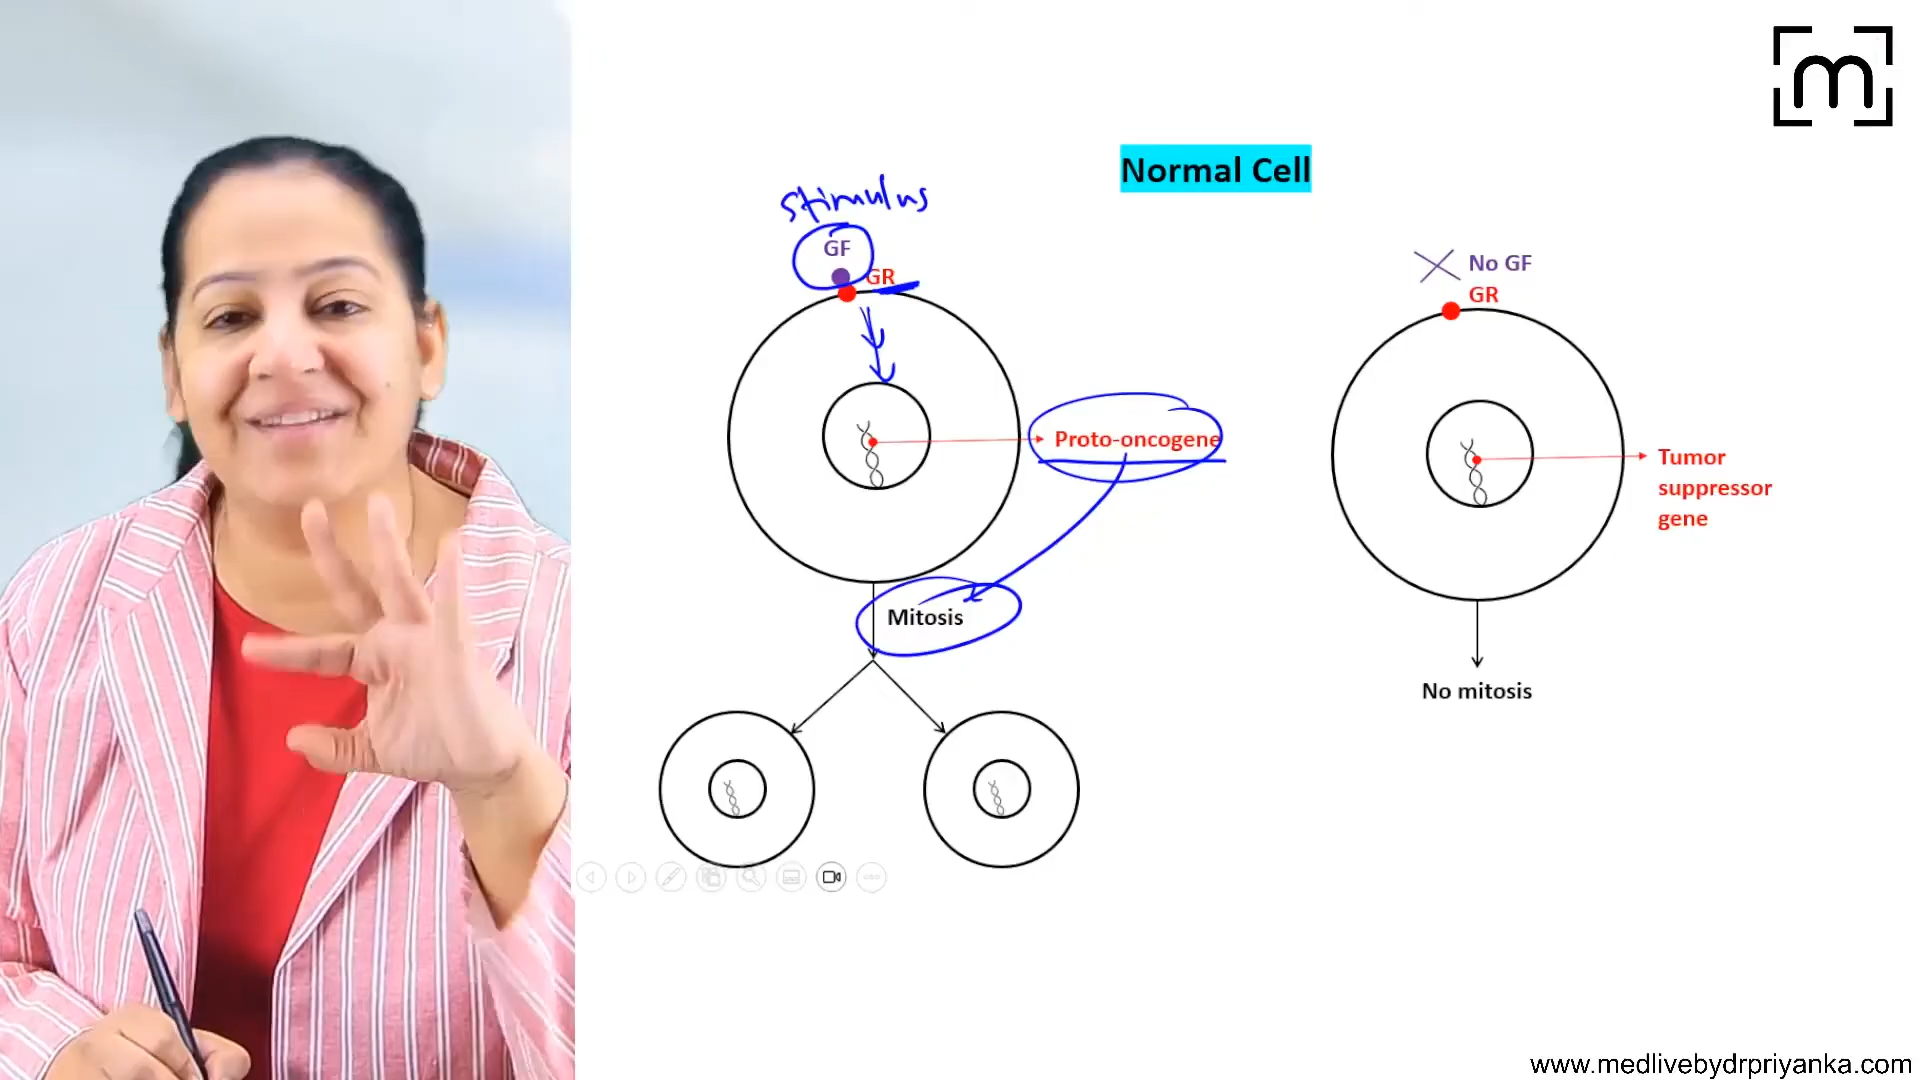 m
Normal Cell
stimulus
GF
GR
Proto-oncogene
Mitosis
No GF
GR
Tumor
suppressor
gene
No mitosis
www.medlivebydrpriyanka.com